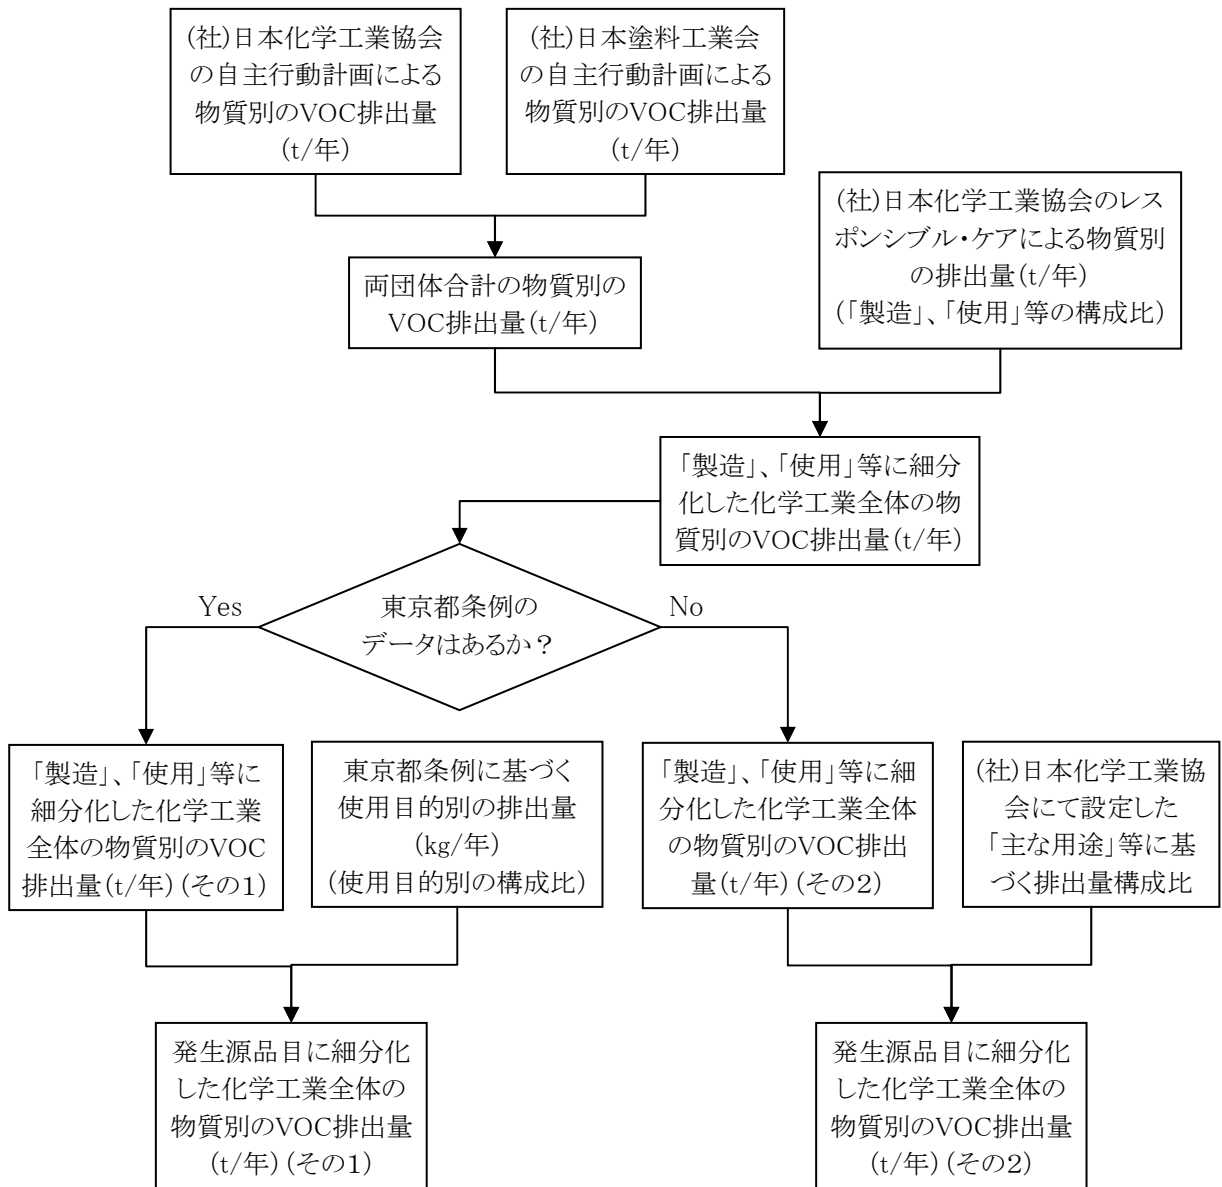 (社)日本化学工業協会
の自主行動計画による
物質別のVOC排出量
(t/年)
(社)日本塗料工業会
の自主行動計画による
物質別のVOC排出量
(t/年)
(社)日本化学工業協会のレス
ポンシブル・ケアによる物質別
の排出量(t/年)
(「製造」、「使用」等の構成比)
両団体合計の物質別の
VOC排出量(t/年)
「製造」、「使用」等に細分
化した化学工業全体の物
質別のVOC排出量(t/年)
東京都条例の
データはあるか？
Yes
No
「製造」、「使用」等に
細分化した化学工業
全体の物質別のVOC
排出量(t/年)(その1)
東京都条例に基づく
使用目的別の排出量
(kg/年)
(使用目的別の構成比)
「製造」、「使用」等に細
分化した化学工業全体
の物質別のVOC排出
量(t/年)(その2)
(社)日本化学工業協
会にて設定した
「主な用途」等に基
づく排出量構成比
発生源品目に細分化
した化学工業全体の
物質別のVOC排出量
(t/年)(その1)
発生源品目に細分化
した化学工業全体の
物質別のVOC排出量
(t/年)(その2)